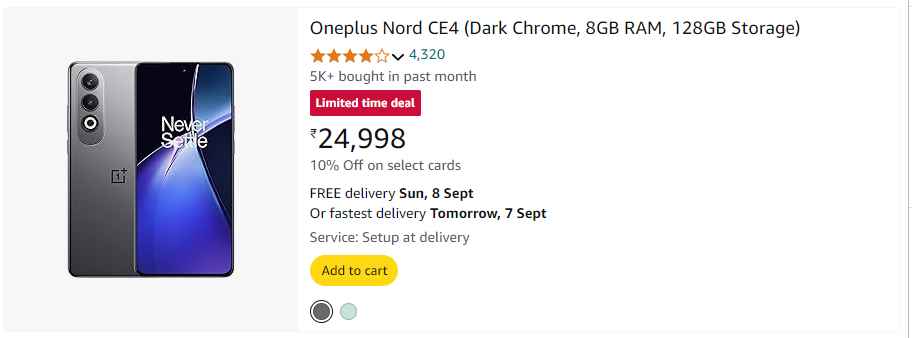 Oneplus Nord CE4 (Dark Chrome, 8GB RAM, 128GB Storage)
4,320
5K+ bought in past month
Limited time deal
₹24,998
10% Off on select cards
FREE delivery Sun, 8 Sept
Or fastest delivery Tomorrow, 7 Sept
Service: Setup at delivery
Add to cart
Never
Settle